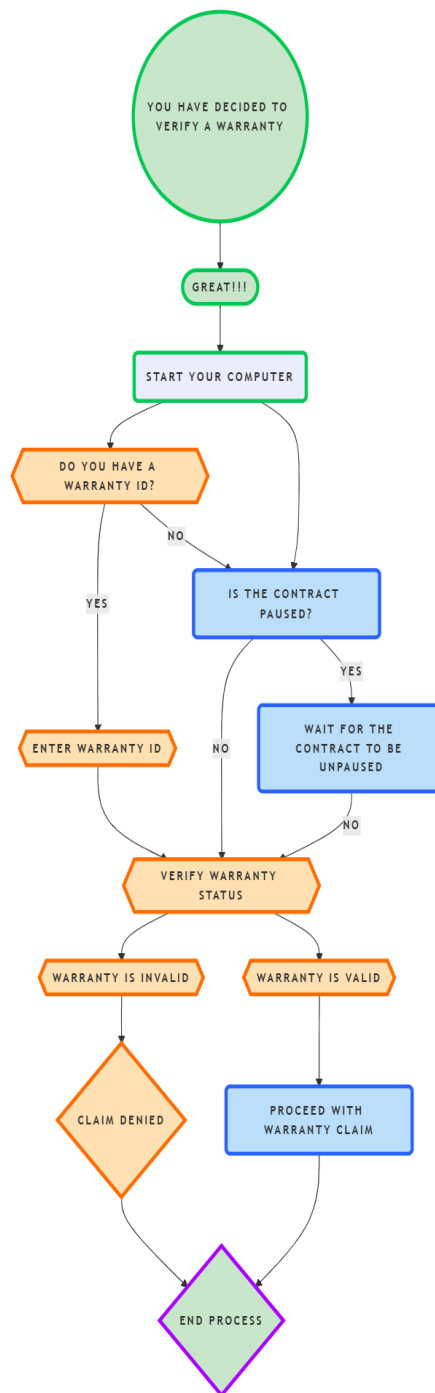 YOU HAVE DECIDED TO
VERIFY A WARRANTY
GREAT!!!
START YOUR COMPUTER
DO YOU HAVE A
WARRANTY ID?
NO
IS THE CONTRACT
PAUSED?
YES
YES
WAIT FOR THE
CONTRACT TO BE
UNPAUSED
ENTER WARRANTY ID
NO
NO
VERIFY WARRANTY
STATUS
WARRANTY IS INVALID
WARRANTY IS VALID
CLAIM DENIED
PROCEED WITH
WARRANTY CLAIM
END PROCESS